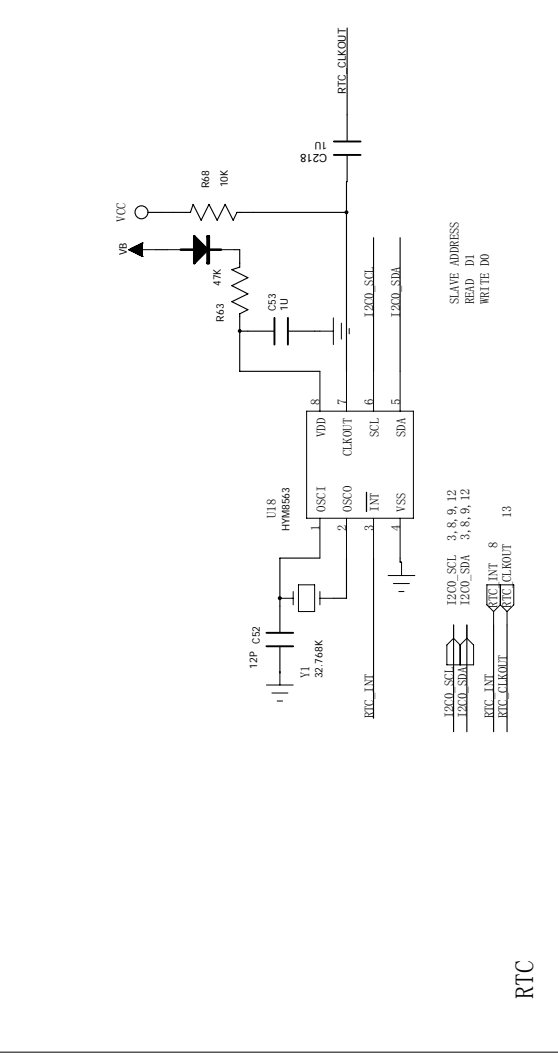 RTC
VCC
VB
R68
10K
47K
R63
C53
1U
C218
1U
RTC_CLKOUT
U18
HYM8563
12P C52
Y1
32.768K
1 OSCI
2 OSCO
3 INT
4 VSS
VDD 8
CLKOUT 7
SCL 6
SDA 5
I2C0_SCL
I2C0_SDA
RTC_INT
SLAVE ADDRESS
READ D1
WRITE D0
I2C0_SCL I2C0_SCL 3,8,9,12
I2C0_SDA I2C0_SDA 3,8,9,12
RTC_INT RTC_INT 8
RTC_CLKOUT RTC_CLKOUT 13